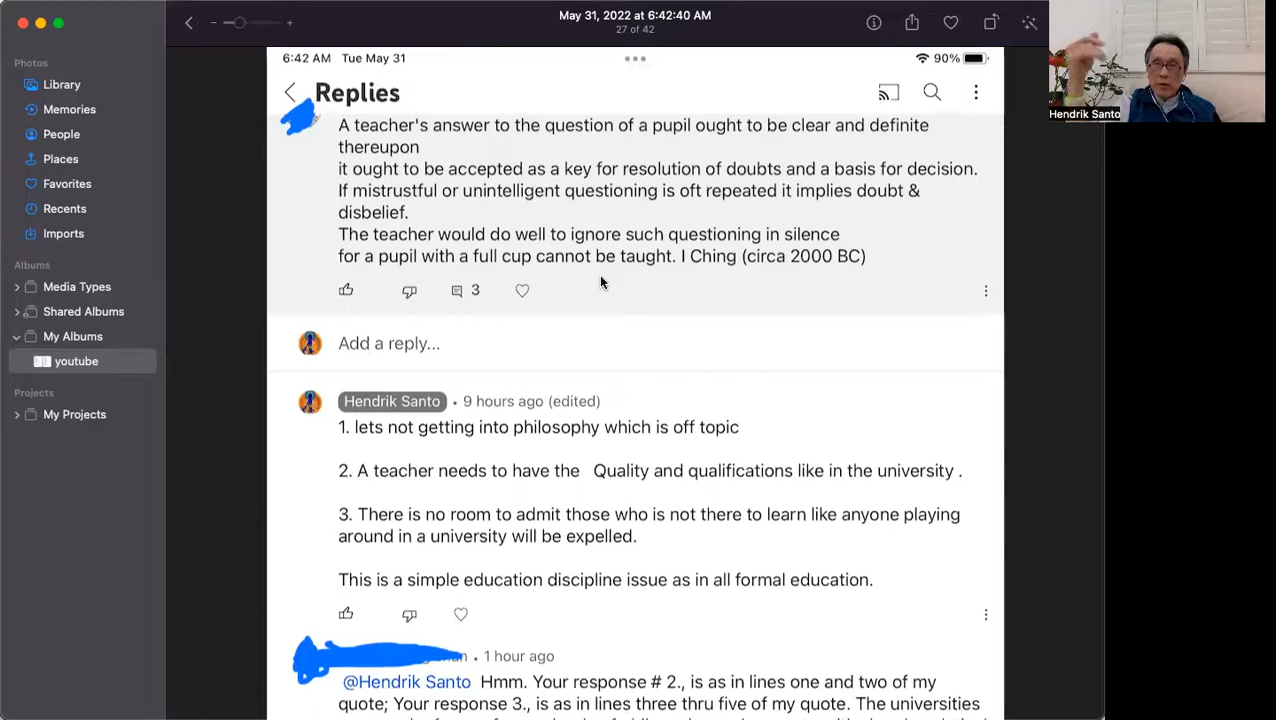 May 31, 2022 at 6:42:40 AM
27 of 42
Photos
Library
Memories
People
Places
Favorites
Recents
Imports
Albums
Media Types
Shared Albums
My Albums
youtube
Projects
My Projects
6:42 AM Tue May 31
90%
Replies
A teacher's answer to the question of a pupil ought to be clear and definite
thereupon
it ought to be accepted as a key for resolution of doubts and a basis for decision.
If mistrustful or unintelligent questioning is oft repeated it implies doubt &
disbelief.
The teacher would do well to ignore such questioning in silence
for a pupil with a full cup cannot be taught. I Ching (circa 2000 BC)
3
Add a reply...
Hendrik Santo • 9 hours ago (edited)
1. lets not getting into philosophy which is off topic
2. A teacher needs to have the Quality and qualifications like in the university .
3. There is no room to admit those who is not there to learn like anyone playing
around in a university will be expelled.
This is a simple education discipline issue as in all formal education.
• 1 hour ago
@Hendrik Santo Hmm. Your response # 2., is as in lines one and two of my
quote; Your response 3., is as in lines three thru five of my quote. The universities
Hendrik Santo